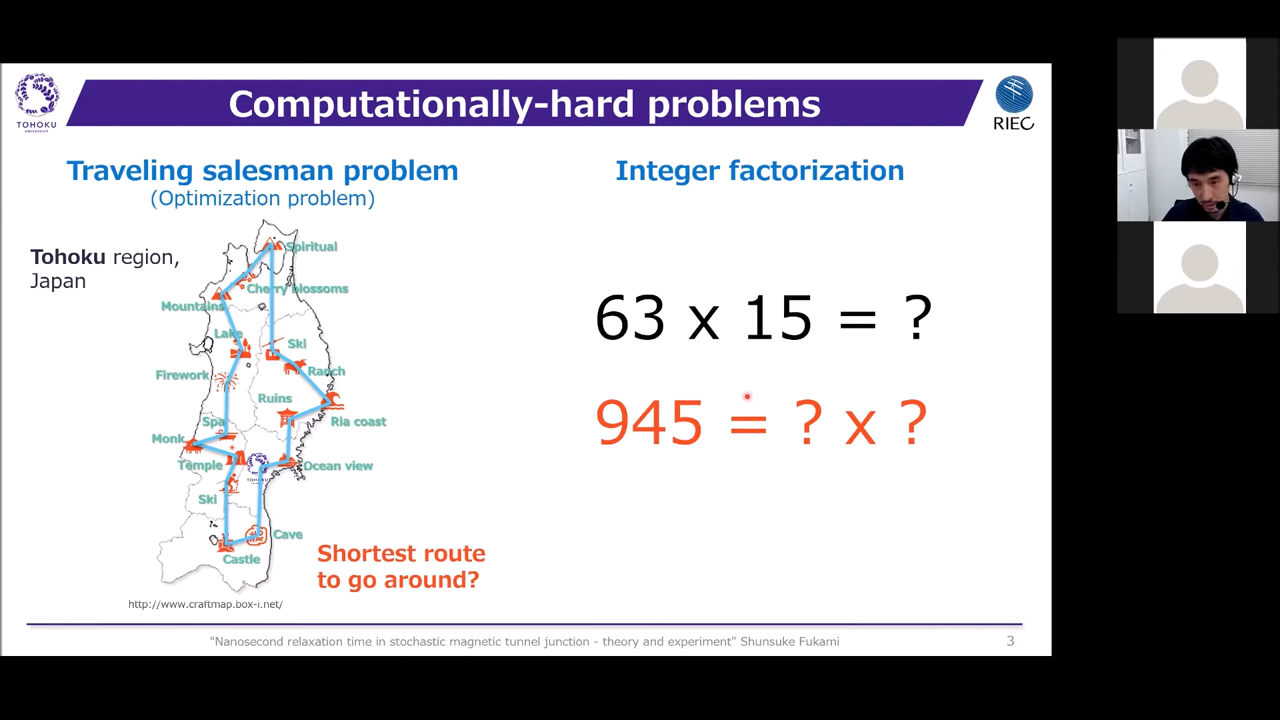 Computationally-hard problems
TOHOKU
UNIVERSITY
RIEC
Traveling salesman problem
(Optimization problem)
Tohoku region,
Japan
Spiritual
Cherry blossoms
Mountains
Lake
Ski
Firework
Ranch
Ruins
Spa
Ria coast
Monk
Temple
TOHOKU
Ocean view
Ski
Cave
Castle
Shortest route
to go around?
http://www.craftmap.box-i.net/
Integer factorization
63 x 15 = ?
945 = ? x ?
"Nanosecond relaxation time in stochastic magnetic tunnel junction - theory and experiment" Shunsuke Fukami
3